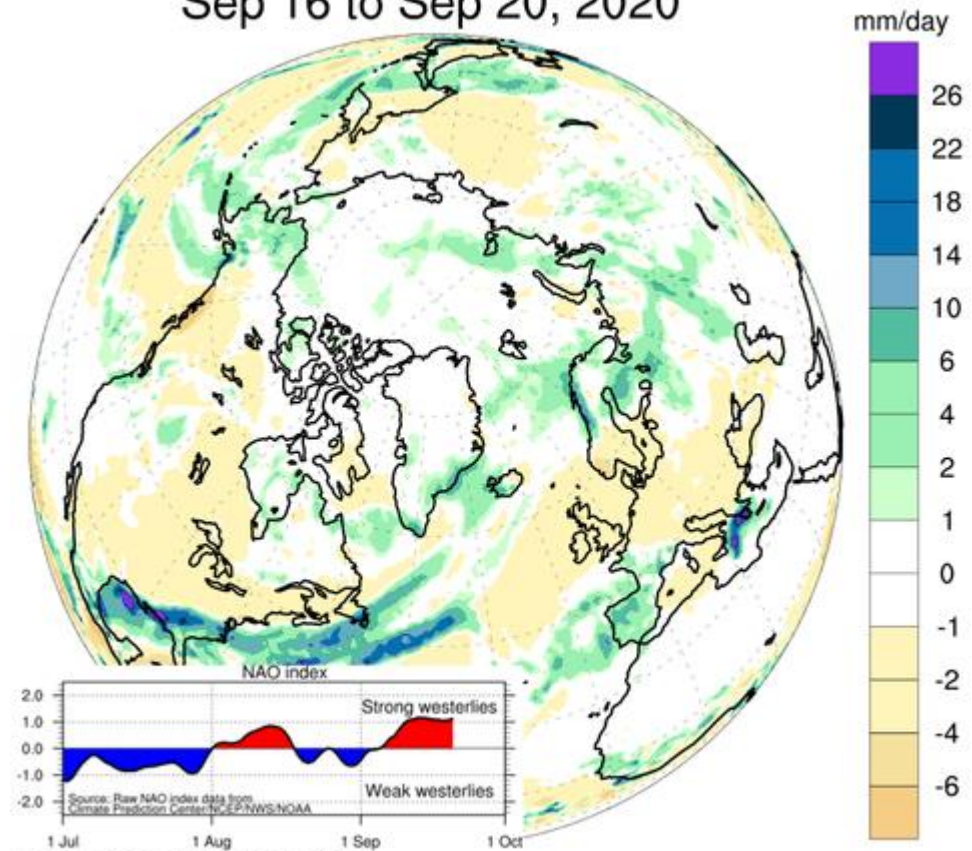 Sep 16 to Sep 20, 2020
mm/day
26
22
18
14
10
6
4
2
1
0
-1
-2
-4
-6
NAO index
2.0
1.0
0.0
-1.0
-2.0
Strong westerlies
Weak westerlies
Source: Raw NAO index data from
Climate Prediction Center/NCEP/NWS/NOAA
1 Jul
1 Aug
1 Sep
1 Oct